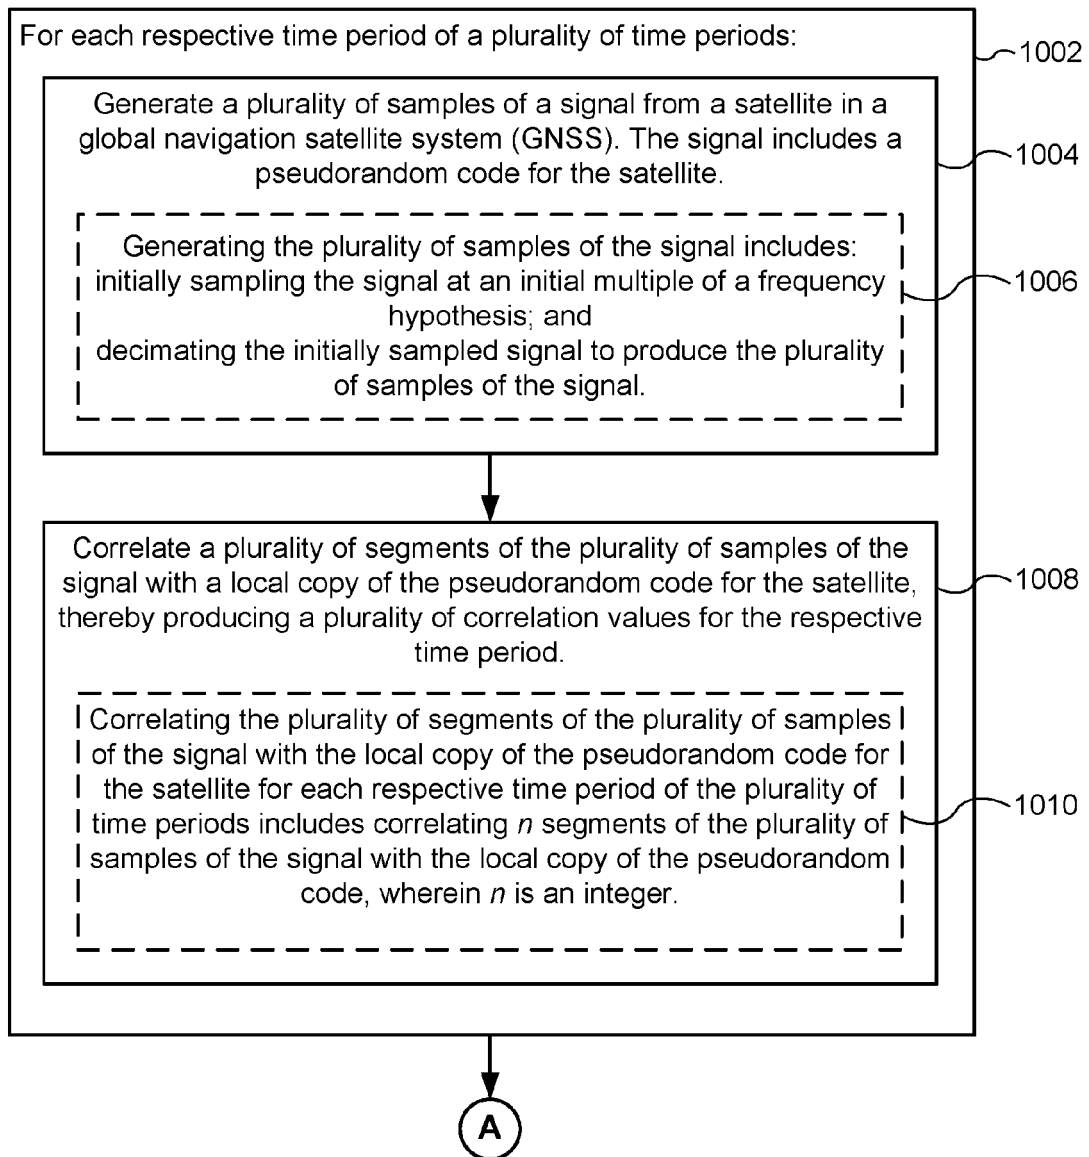 For each respective time period of a plurality of time periods:
1002
Generate a plurality of samples of a signal from a satellite in a
global navigation satellite system (GNSS). The signal includes a
pseudorandom code for the satellite.
1004
Generating the plurality of samples of the signal includes:
initially sampling the signal at an initial multiple of a frequency
hypothesis; and
decimating the initially sampled signal to produce the plurality
of samples of the signal.
1006
Correlate a plurality of segments of the plurality of samples of the
signal with a local copy of the pseudorandom code for the satellite,
thereby producing a plurality of correlation values for the respective
time period.
1008
Correlating the plurality of segments of the plurality of samples
of the signal with the local copy of the pseudorandom code for
the satellite for each respective time period of the plurality of
time periods includes correlating n segments of the plurality of
samples of the signal with the local copy of the pseudorandom
code, wherein n is an integer.
1010
A